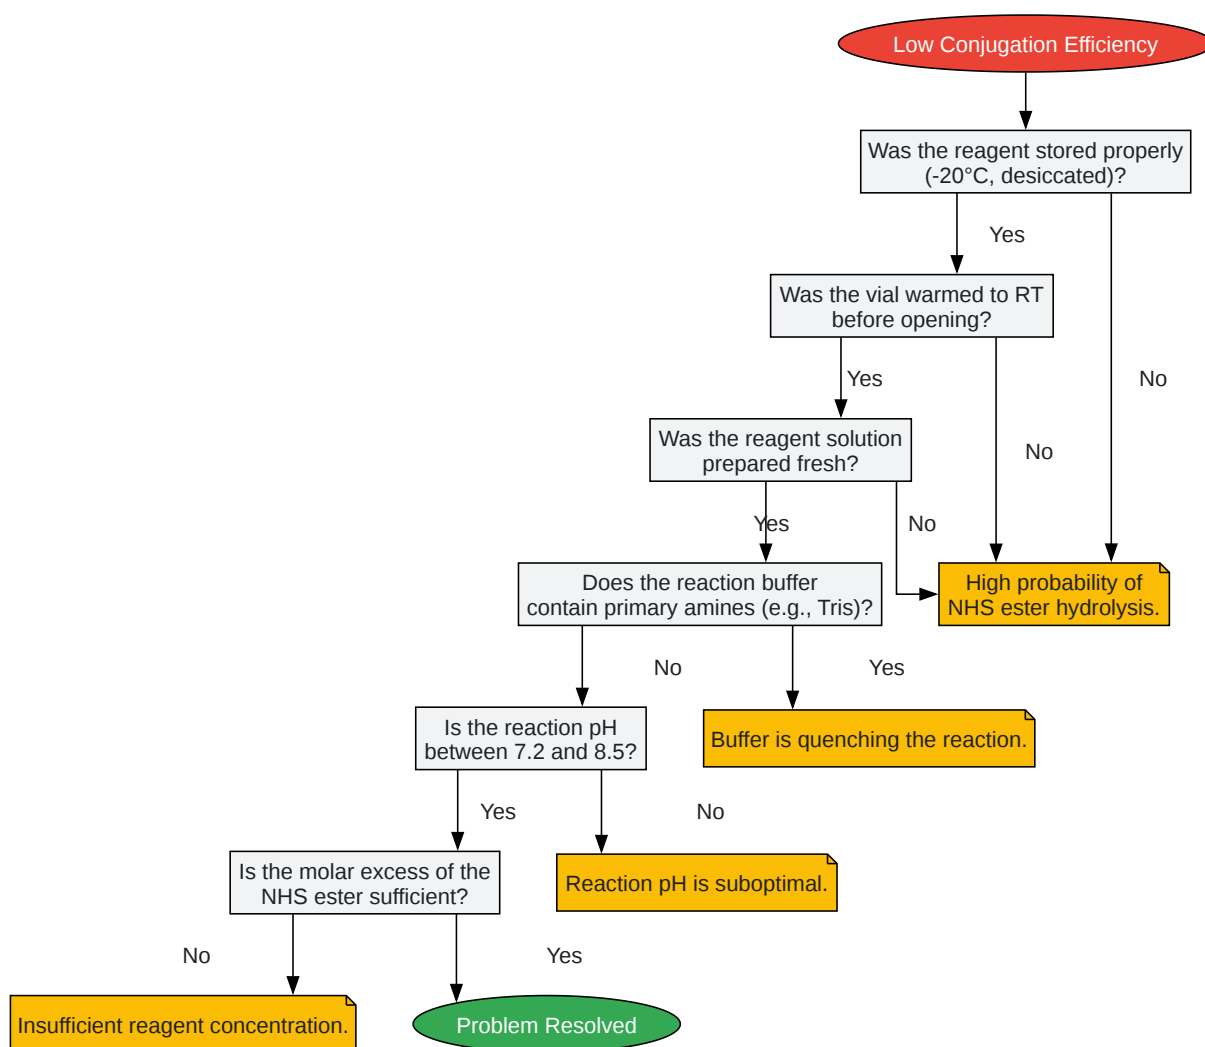 Low Conjugation Efficiency
Was the reagent stored properly
(-20°C, desiccated)?
Yes
Was the vial warmed to RT
before opening?
Yes
No
Was the reagent solution
prepared fresh?
No
Yes
No
Does the reaction buffer
contain primary amines (e.g., Tris)?
High probability of
NHS ester hydrolysis.
No
Yes
Is the reaction pH
between 7.2 and 8.5?
Buffer is quenching the reaction.
Yes
No
Is the molar excess of the
NHS ester sufficient?
Reaction pH is suboptimal.
No
Yes
Insufficient reagent concentration.
Problem Resolved